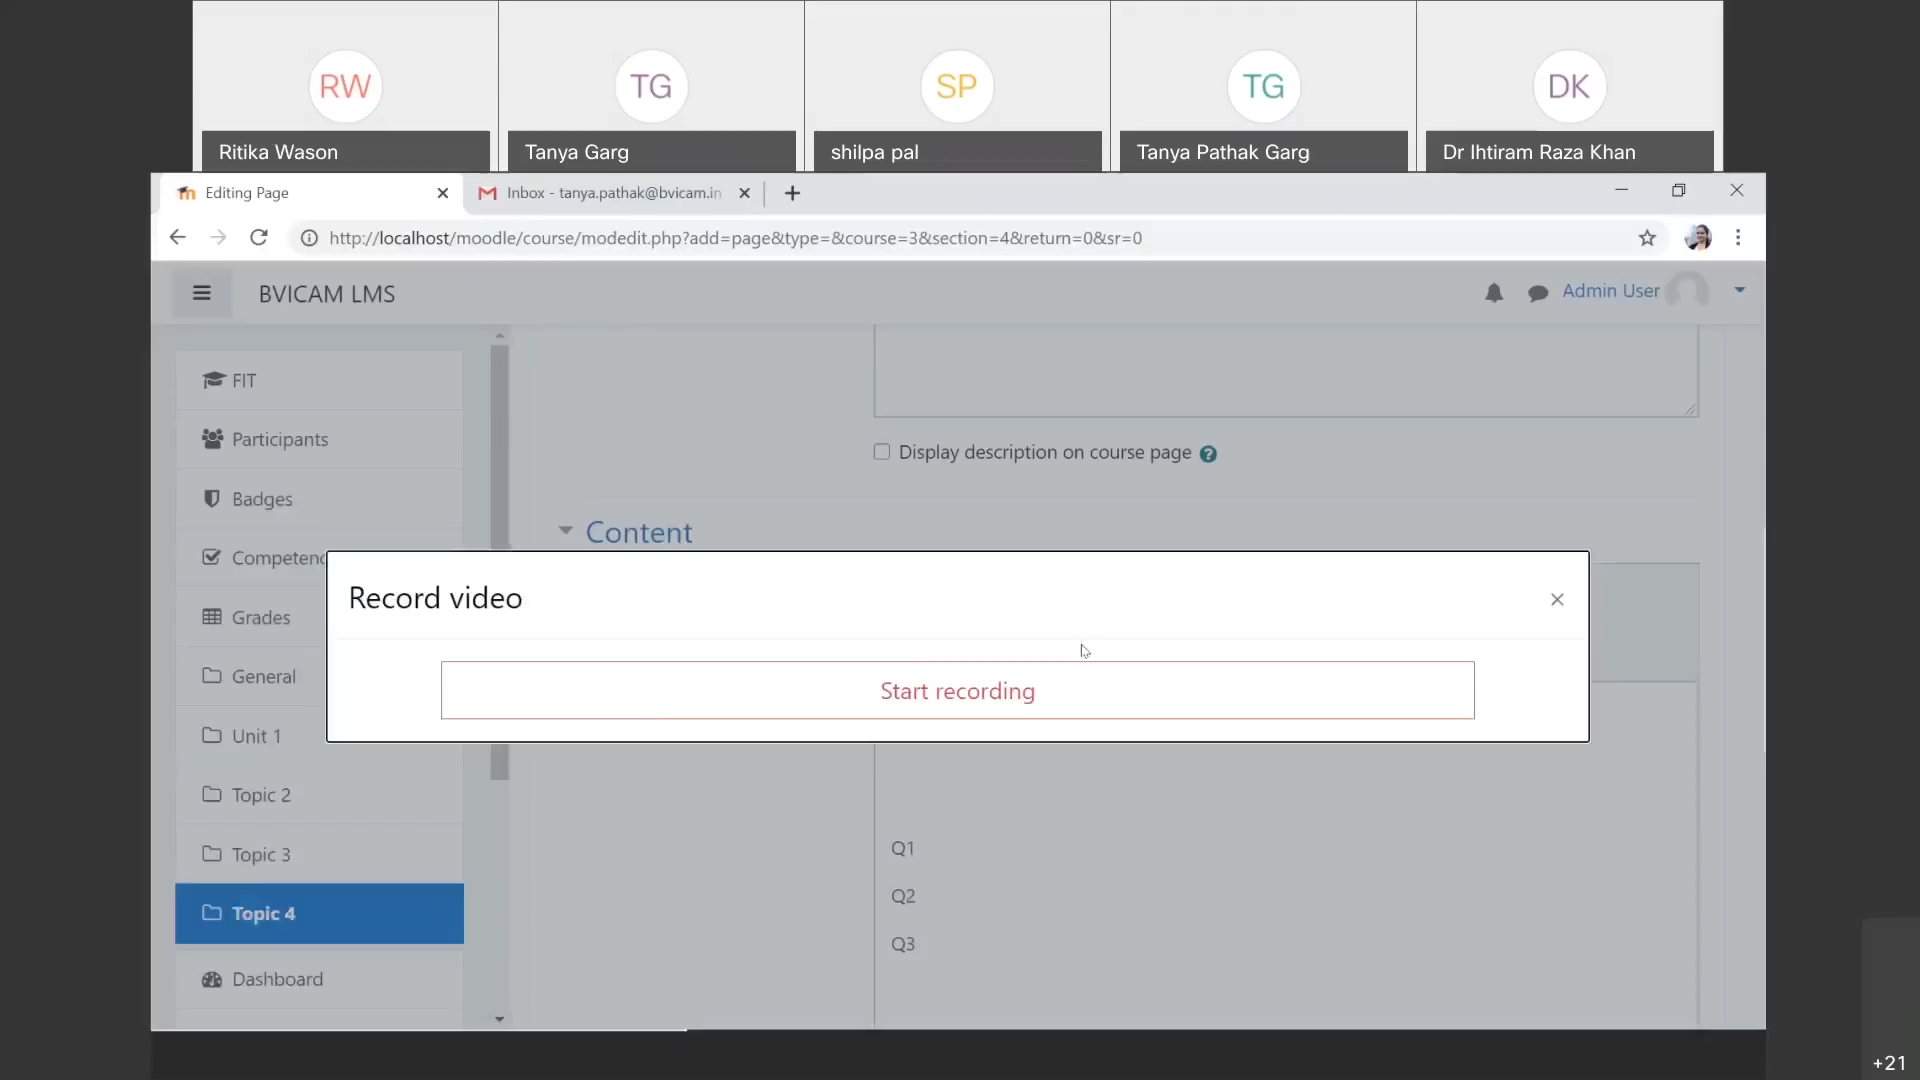 RW
TG
SP
TG
DK
Ritika Wason
Tanya Garg
shilpa pal
Tanya Pathak Garg
Dr Ihtiram Raza Khan
Editing Page
Inbox - tanya.pathak@bvicam.in
http://localhost/moodle/course/modedit.php?add=page&type=&course=3&section=4&return=0&sr=0
BVICAM LMS
Admin User
FIT
Participants
Display description on course page
Badges
Content
Competenc
Record video
Grades
General
Start recording
Unit 1
Topic 2
Q1
Topic 3
Q2
Topic 4
Q3
Dashboard
+21